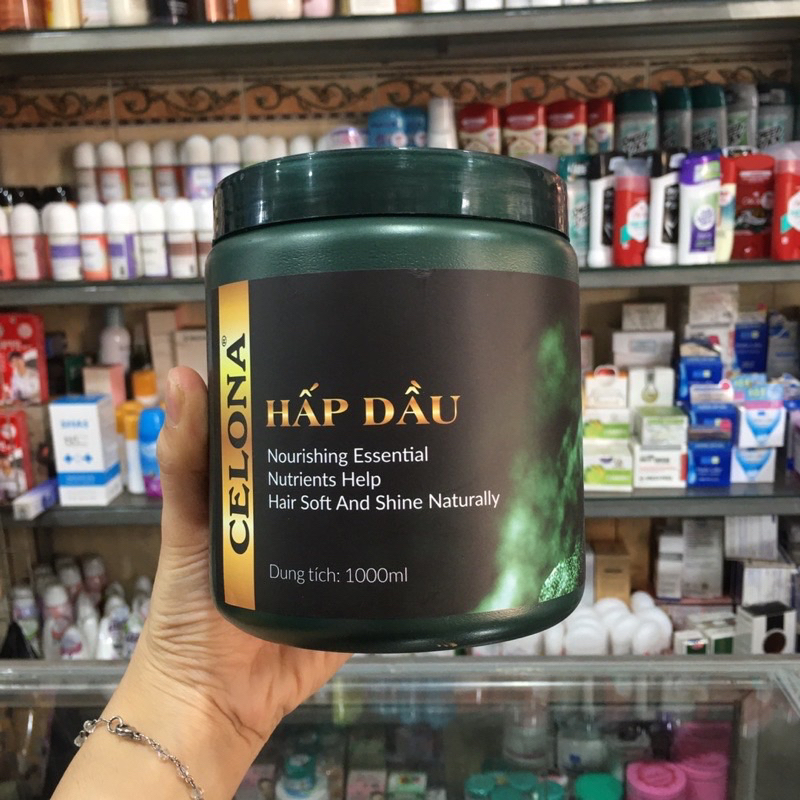 CELONA®
HẤP DẦU
Nourishing Essential
Nutrients Help
Hair Soft And Shine Naturally
Dung tích: 1000ml